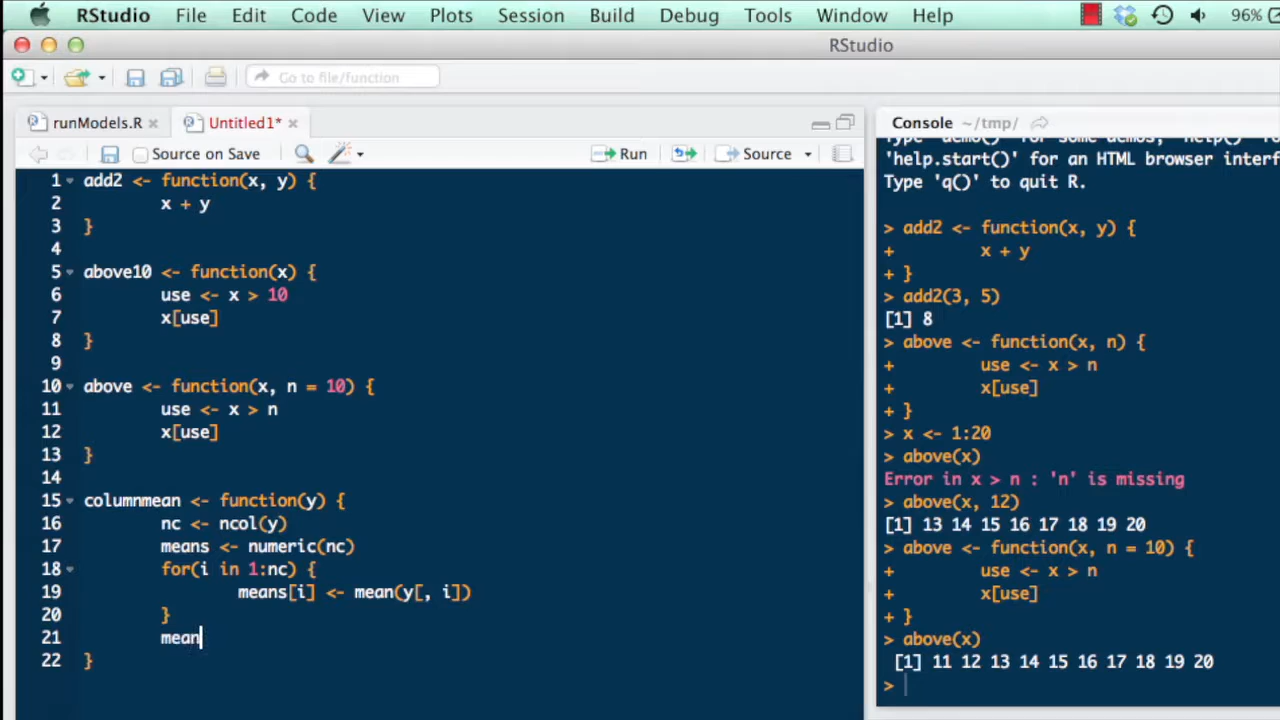 RStudio File Edit Code View Plots Session Build Debug Tools Window Help 96%
RStudio
Go to file/function
runModels.R Untitled1*
Source on Save Run Source
1 add2 <- function(x, y) {
2 x + y
3 }
4
5 above10 <- function(x) {
6 use <- x > 10
7 x[use]
8 }
9
10 above <- function(x, n = 10) {
11 use <- x > n
12 x[use]
13 }
14
15 columnmean <- function(y) {
16 nc <- ncol(y)
17 means <- numeric(nc)
18 for(i in 1:nc) {
19 means[i] <- mean(y[, i])
20 }
21 mean
22 }
Console ~/tmp/
'help.start()' for an HTML browser interf
Type 'q()' to quit R.
> add2 <- function(x, y) {
+ x + y
+ }
> add2(3, 5)
[1] 8
> above <- function(x, n) {
+ use <- x > n
+ x[use]
+ }
> x <- 1:20
> above(x)
Error in x > n : 'n' is missing
> above(x, 12)
[1] 13 14 15 16 17 18 19 20
> above <- function(x, n = 10) {
+ use <- x > n
+ x[use]
+ }
> above(x)
[1] 11 12 13 14 15 16 17 18 19 20
>